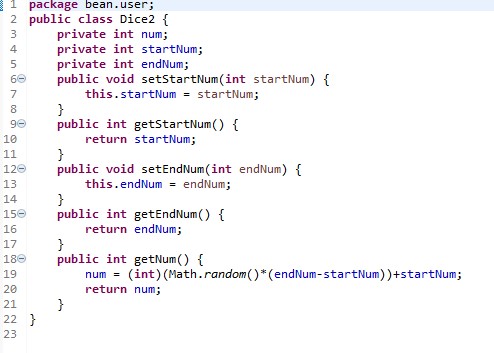 1 package bean.user;
2 public class Dice2 {
3     private int num;
4     private int startNum;
5     private int endNum;
6     public void setStartNum(int startNum) {
7         this.startNum = startNum;
8     }
9     public int getStartNum() {
10         return startNum;
11     }
12     public void setEndNum(int endNum) {
13         this.endNum = endNum;
14     }
15     public int getEndNum() {
16         return endNum;
17     }
18     public int getNum() {
19         num = (int)(Math.random()*(endNum-startNum))+startNum;
20         return num;
21     }
22 }
23